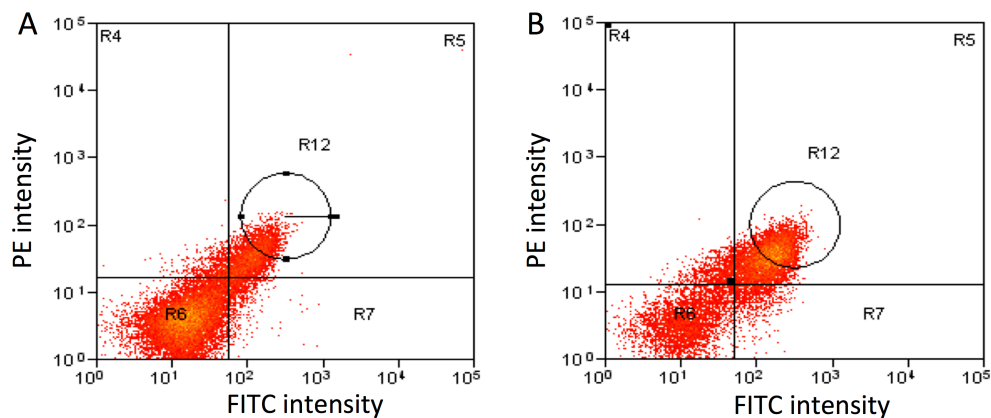 A
PE intensity
10⁵
10⁴
10³
10²
10¹
10⁰
R4
R5
R12
R6
R7
10⁰ 10¹ 10² 10³ 10⁴ 10⁵
FITC intensity
B
PE intensity
10⁵
10⁴
10³
10²
10¹
10⁰
R4
R5
R12
R6
R7
10⁰ 10¹ 10² 10³ 10⁴ 10⁵
FITC intensity